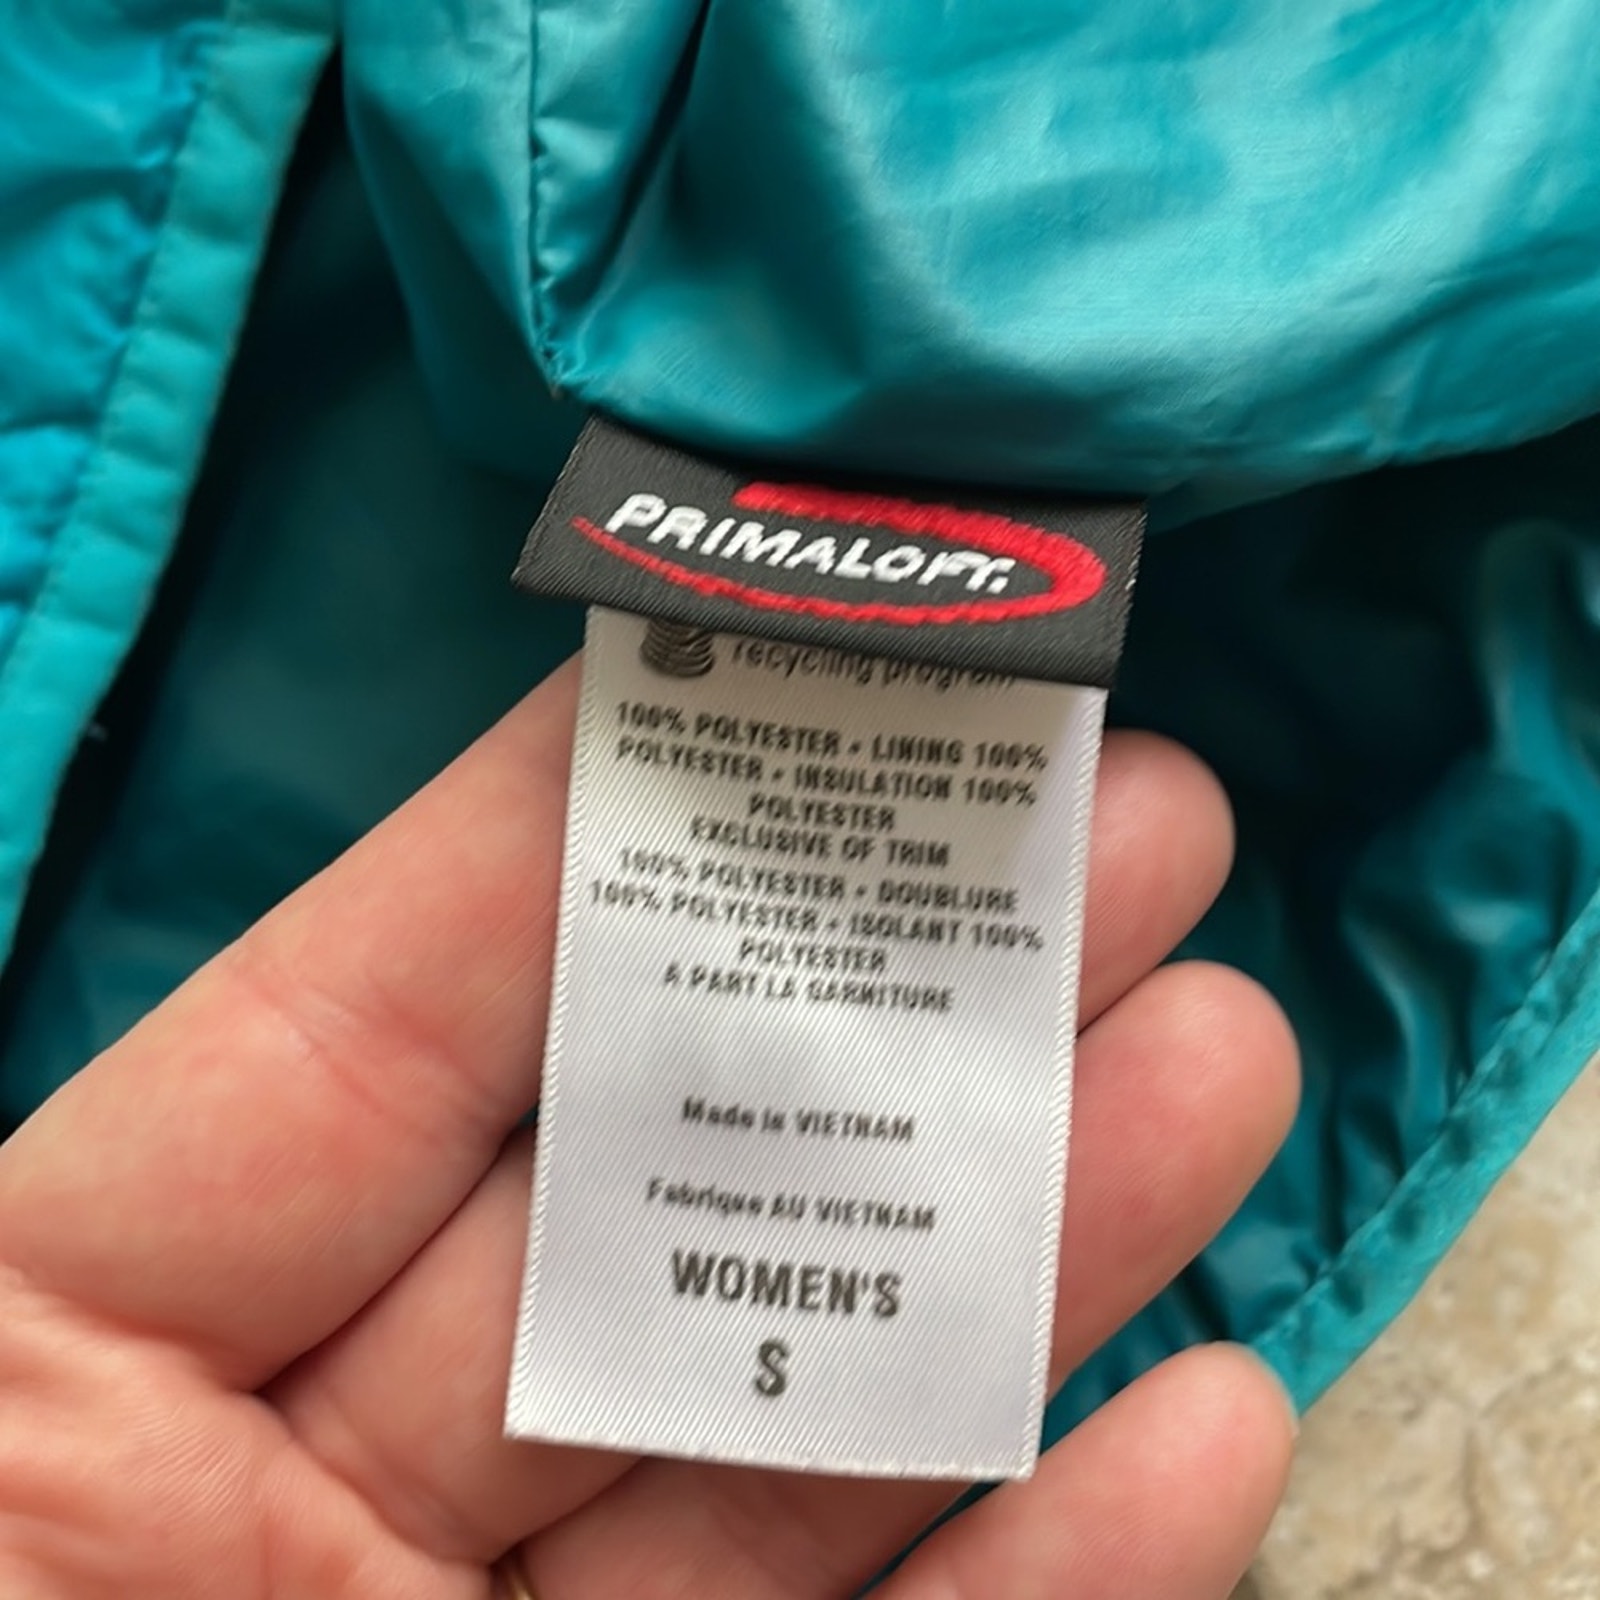 PRIMALOFT.
recycling program
100% POLYESTER • LINING 100%
POLYESTER • INSULATION 100%
POLYESTER
EXCLUSIVE OF TRIM
100% POLYESTER • DOUBLURE
100% POLYESTER • ISOLANT 100%
POLYESTER
A PART LA GARNITURE
Made in VIETNAM
Fabrique AU VIETNAM
WOMEN'S
S